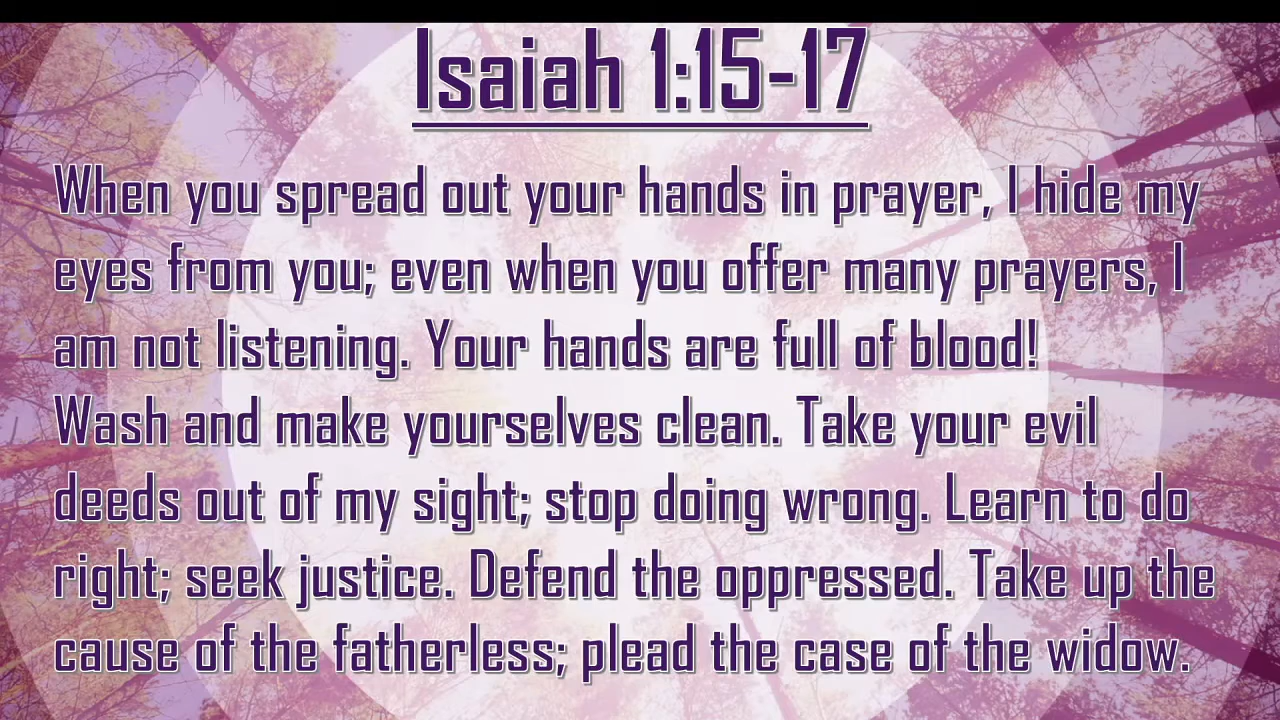 Isaiah 1:15-17
When you spread out your hands in prayer, I hide my
eyes from you; even when you offer many prayers, I
am not listening. Your hands are full of blood!
Wash and make yourselves clean. Take your evil
deeds out of my sight; stop doing wrong. Learn to do
right; seek justice. Defend the oppressed. Take up the
cause of the fatherless; plead the case of the widow.